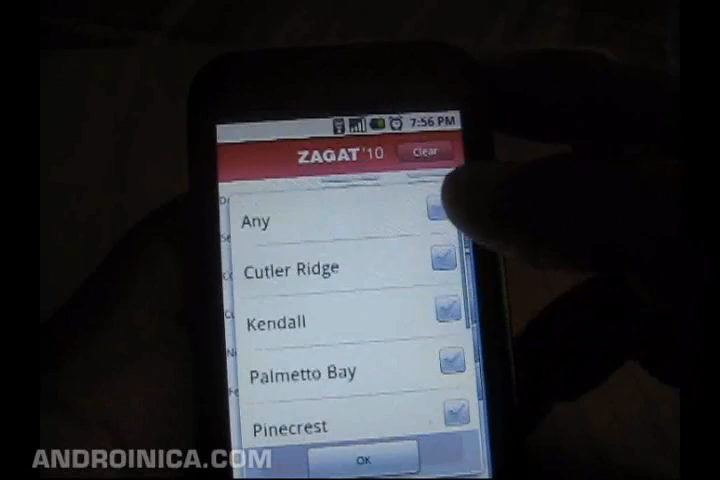 7:56 PM
ZAGAT '10
Clear
Any
Cutler Ridge
Kendall
Palmetto Bay
Pinecrest
OK
ANDROINICA.COM